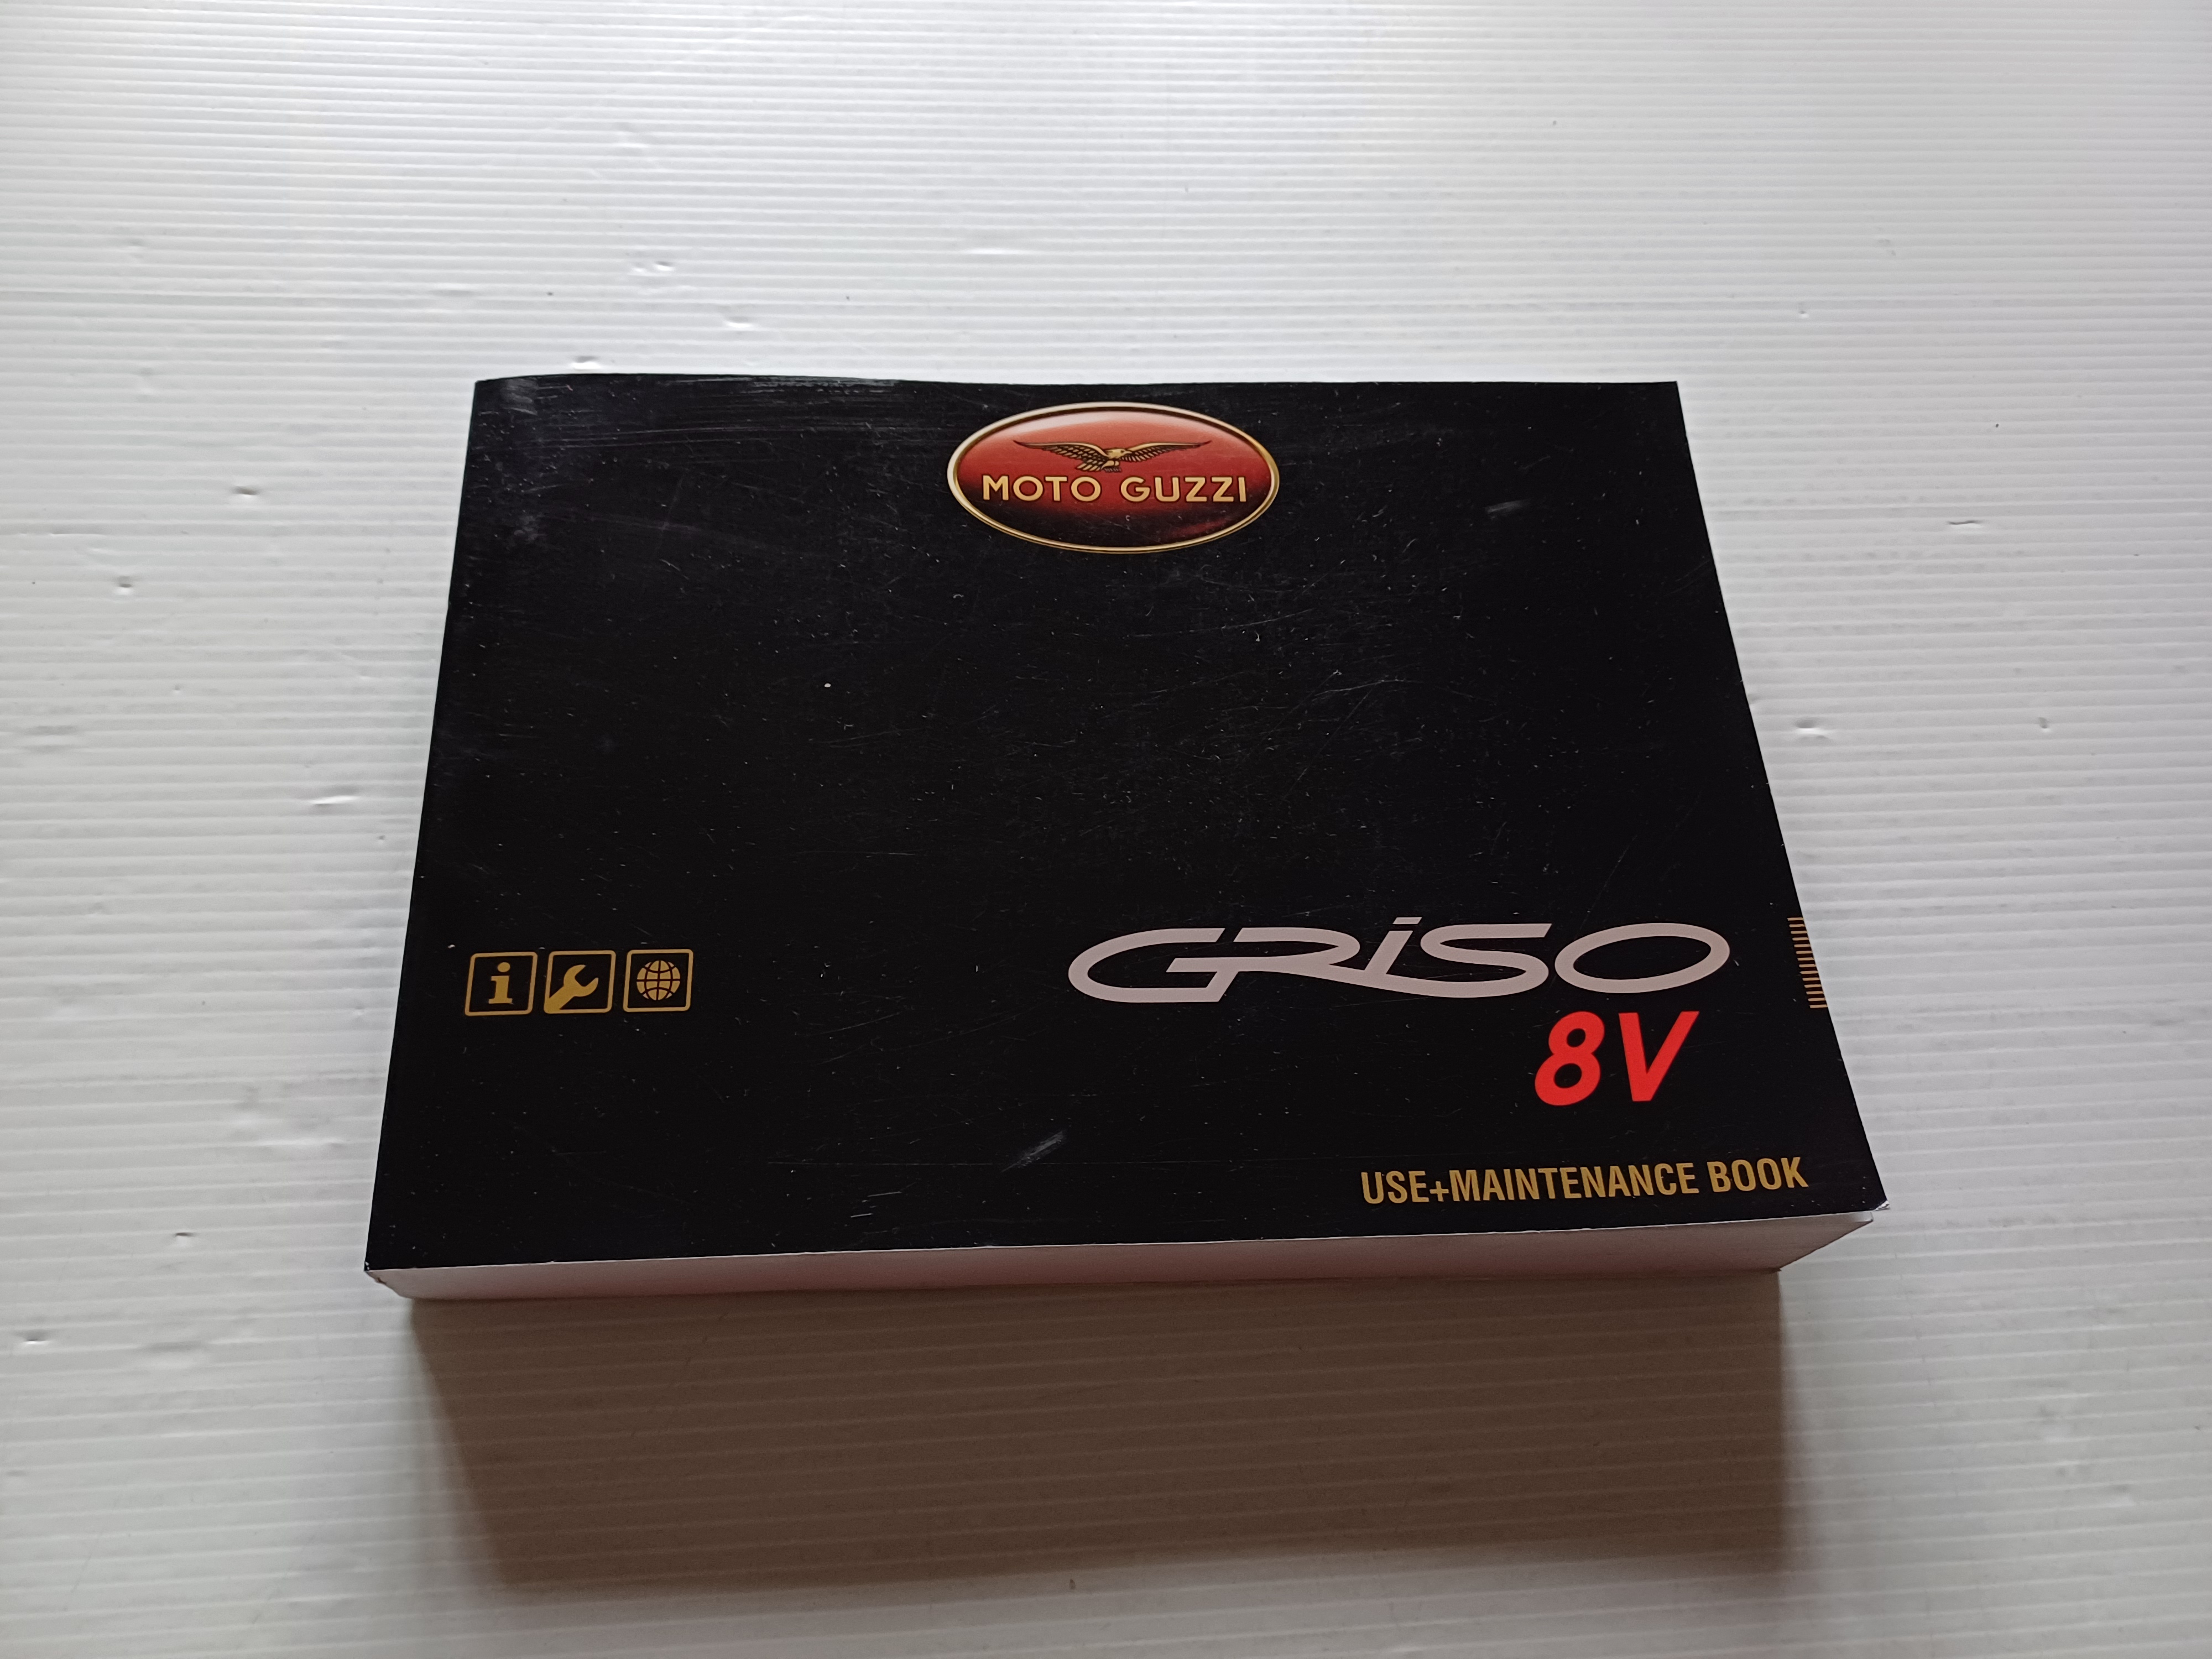 MOTO GUZZI
GRiSO
8V
USE+MAINTENANCE BOOK